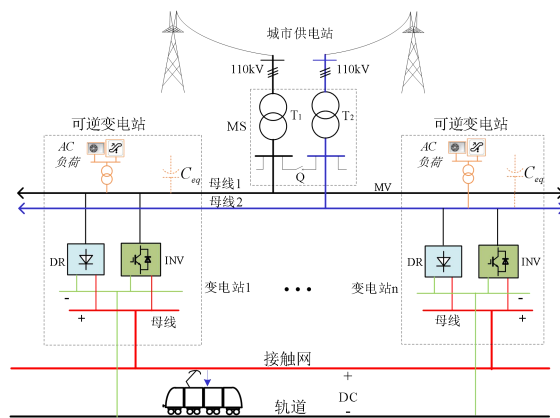 城市供电站
110kV
110kV
可逆变电站
MS
T1
T2
可逆变电站
AC
负荷
Ceq
Q
AC
负荷
Ceq
母线1
MV
母线2
DR
INV
DR
INV
-
+
母线
变电站1
...
变电站n
-
母线
+
接触网
+
DC
轨道
-